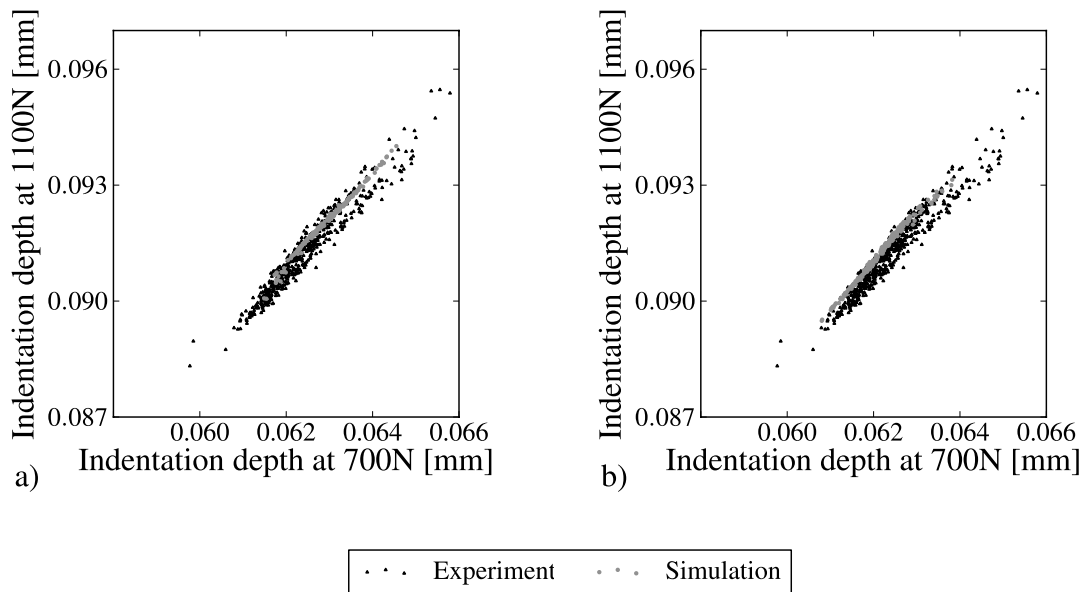 Indentation depth at 1100N [mm]
0.096
0.093
0.090
0.087
0.060 0.062 0.064 0.066
Indentation depth at 700N [mm]
a)
Indentation depth at 1100N [mm]
0.096
0.093
0.090
0.087
0.060 0.062 0.064 0.066
Indentation depth at 700N [mm]
b)
Experiment Simulation